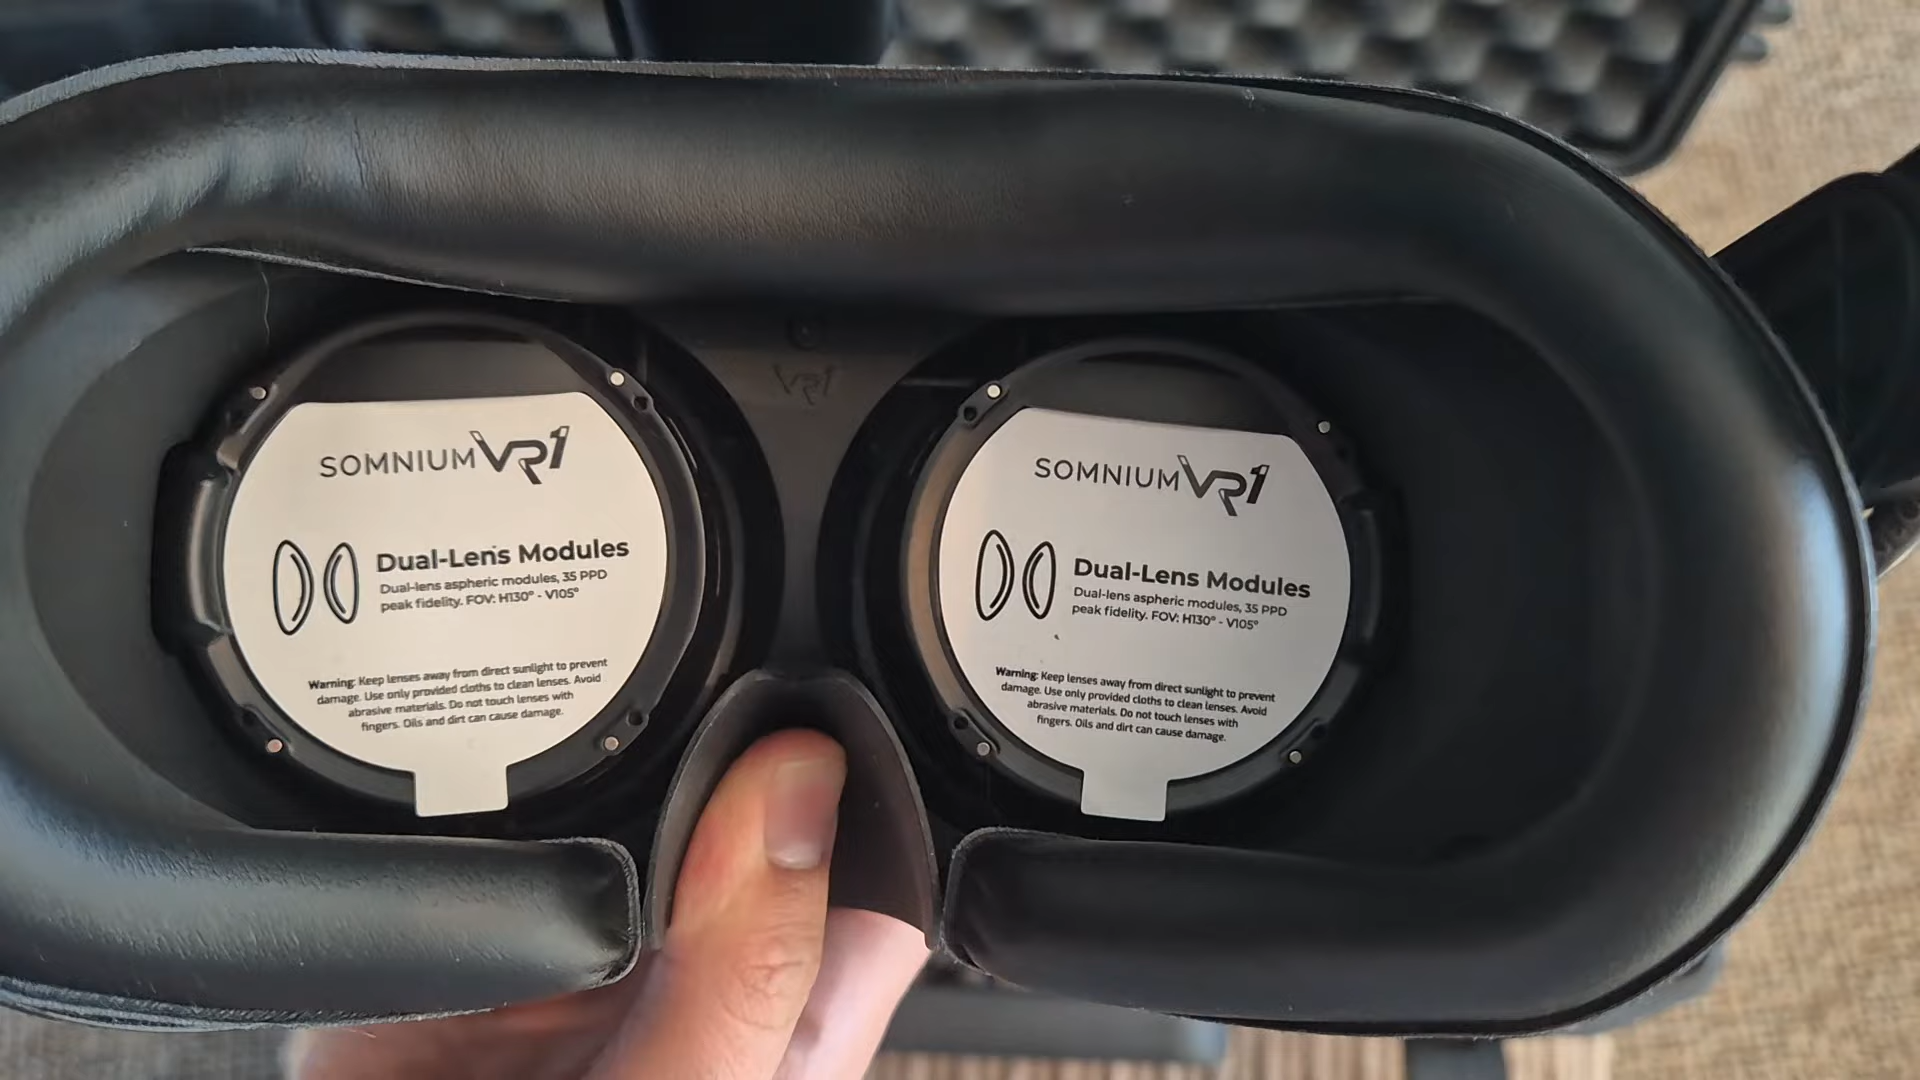 VR1
SOMNIUM VR1
Dual-Lens Modules
Dual-lens aspheric modules, 35 PPD
peak fidelity. FOV: H130° - V105°
Warning: Keep lenses away from direct sunlight to prevent
damage. Use only provided cloths to clean lenses. Avoid
abrasive materials. Do not touch lenses with
fingers. Oils and dirt can cause damage.
SOMNIUM VR1
Dual-Lens Modules
Dual-lens aspheric modules, 35 PPD
peak fidelity. FOV: H130° - V105°
Warning: Keep lenses away from direct sunlight to prevent
damage. Use only provided cloths to clean lenses. Avoid
abrasive materials. Do not touch lenses with
fingers. Oils and dirt can cause damage.